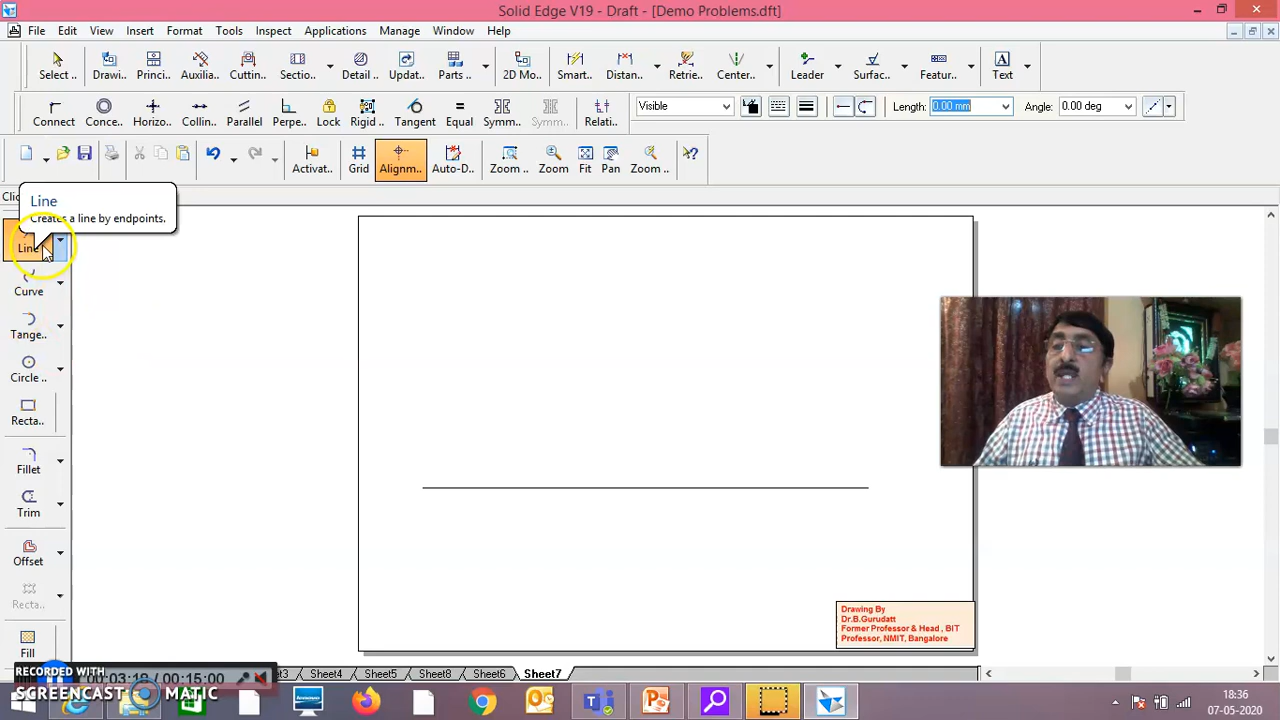 Solid Edge V19 - Draft - [Demo Problems.dft]
File Edit View Insert Format Tools Inspect Applications Manage Window Help
Select .. Drawi.. Princi.. Auxilia.. Cuttin.. Sectio.. Detail .. Updat.. Parts .. 2D Mo.. Smart.. Distan.. Retrie.. Center.. Leader Surfac.. Featur.. Text
Connect Conce.. Horizo.. Collin.. Parallel Perpe.. Lock Rigid .. Tangent Equal Symm.. Symm.. Relati.. Visible Length: 0.00 mm Angle: 0.00 deg
Activat.. Grid Alignm.. Auto-D.. Zoom .. Zoom Fit Pan Zoom ..
Line
Creates a line by endpoints.
Line
Curve
Tange..
Circle ..
Recta..
Fillet
Trim
Offset
Recta..
Fill
Drawing By
Dr.B.Gurudatt
Former Professor & Head , BIT
Professor, NMIT, Bangalore
Sheet4 Sheet5 Sheet8 Sheet6 Sheet7
RECORDED WITH
SCREENCAST MATIC
/ 00:15:00
18:36
07-05-2020